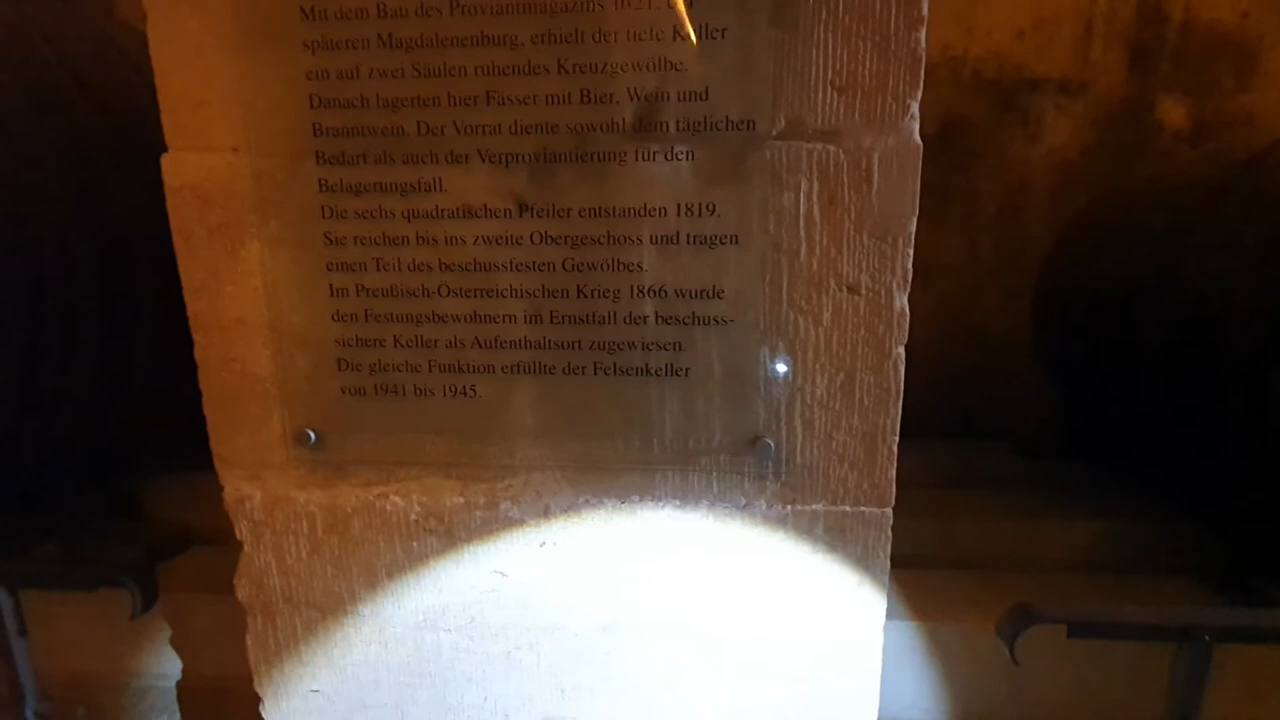 Mit dem Bau des Proviantmagazins 1621, der
späteren Magdalenenburg, erhielt der tiefe Keller
ein auf zwei Säulen ruhendes Kreuzgewölbe.
Danach lagerten hier Fässer mit Bier, Wein und
Branntwein. Der Vorrat diente sowohl dem täglichen
Bedarf als auch der Verproviantierung für den
Belagerungsfall.
Die sechs quadratischen Pfeiler entstanden 1819.
Sie reichen bis ins zweite Obergeschoss und tragen
einen Teil des beschussfesten Gewölbes.
Im Preußisch-Österreichischen Krieg 1866 wurde
den Festungsbewohnern im Ernstfall der beschuss-
sichere Keller als Aufenthaltsort zugewiesen.
Die gleiche Funktion erfüllte der Felsenkeller
von 1941 bis 1945.